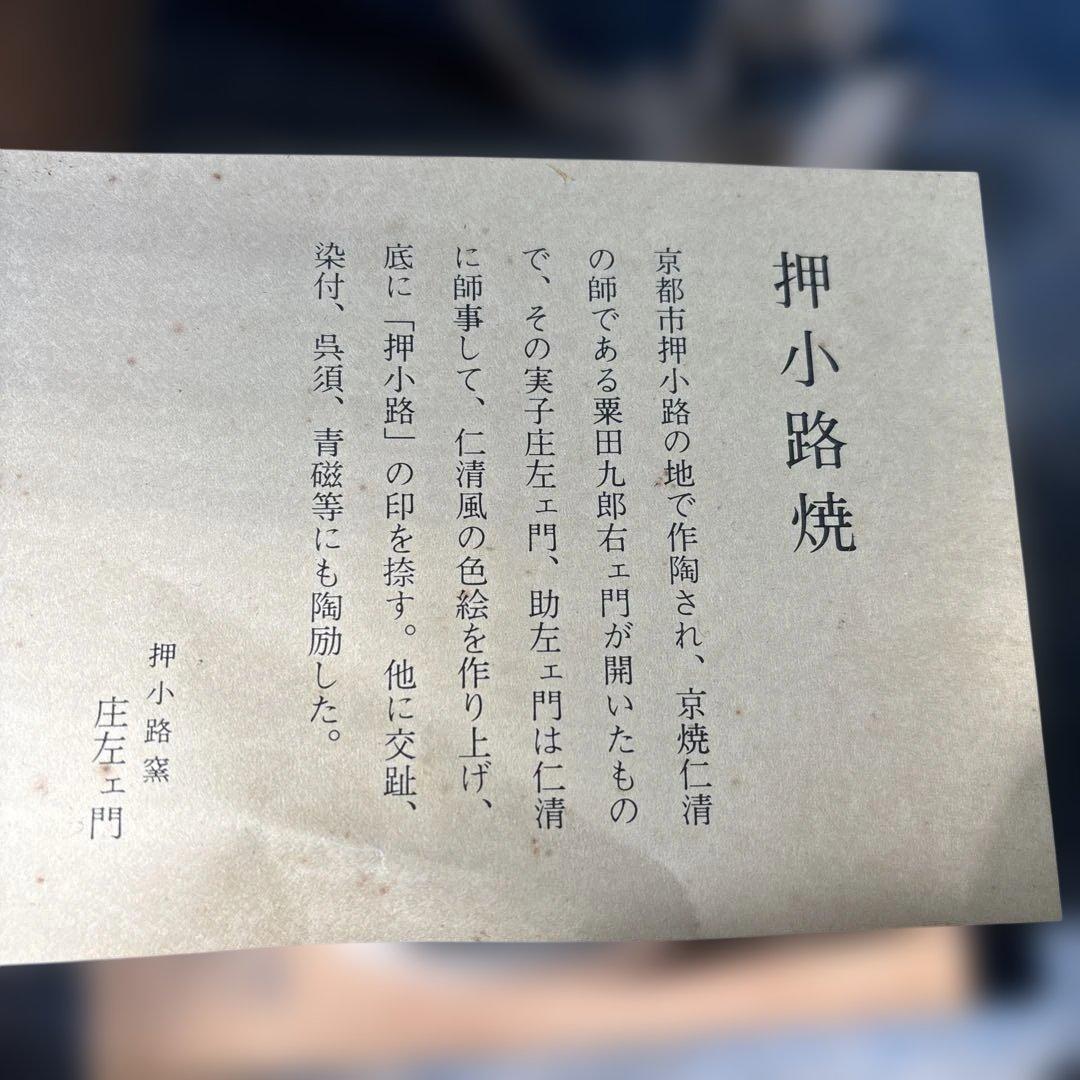 押小路焼
京都市押小路の地で作陶され、京焼仁清
の師である粟田九郎右ェ門が開いたもの
で、その実子庄左ェ門、助左ェ門は仁清
に師事して、仁清風の色絵を作り上げ、
底に「押小路」の印を捺す。他に交趾、
染付、呉須、青磁等にも陶励した。
押小路窯
庄左ェ門